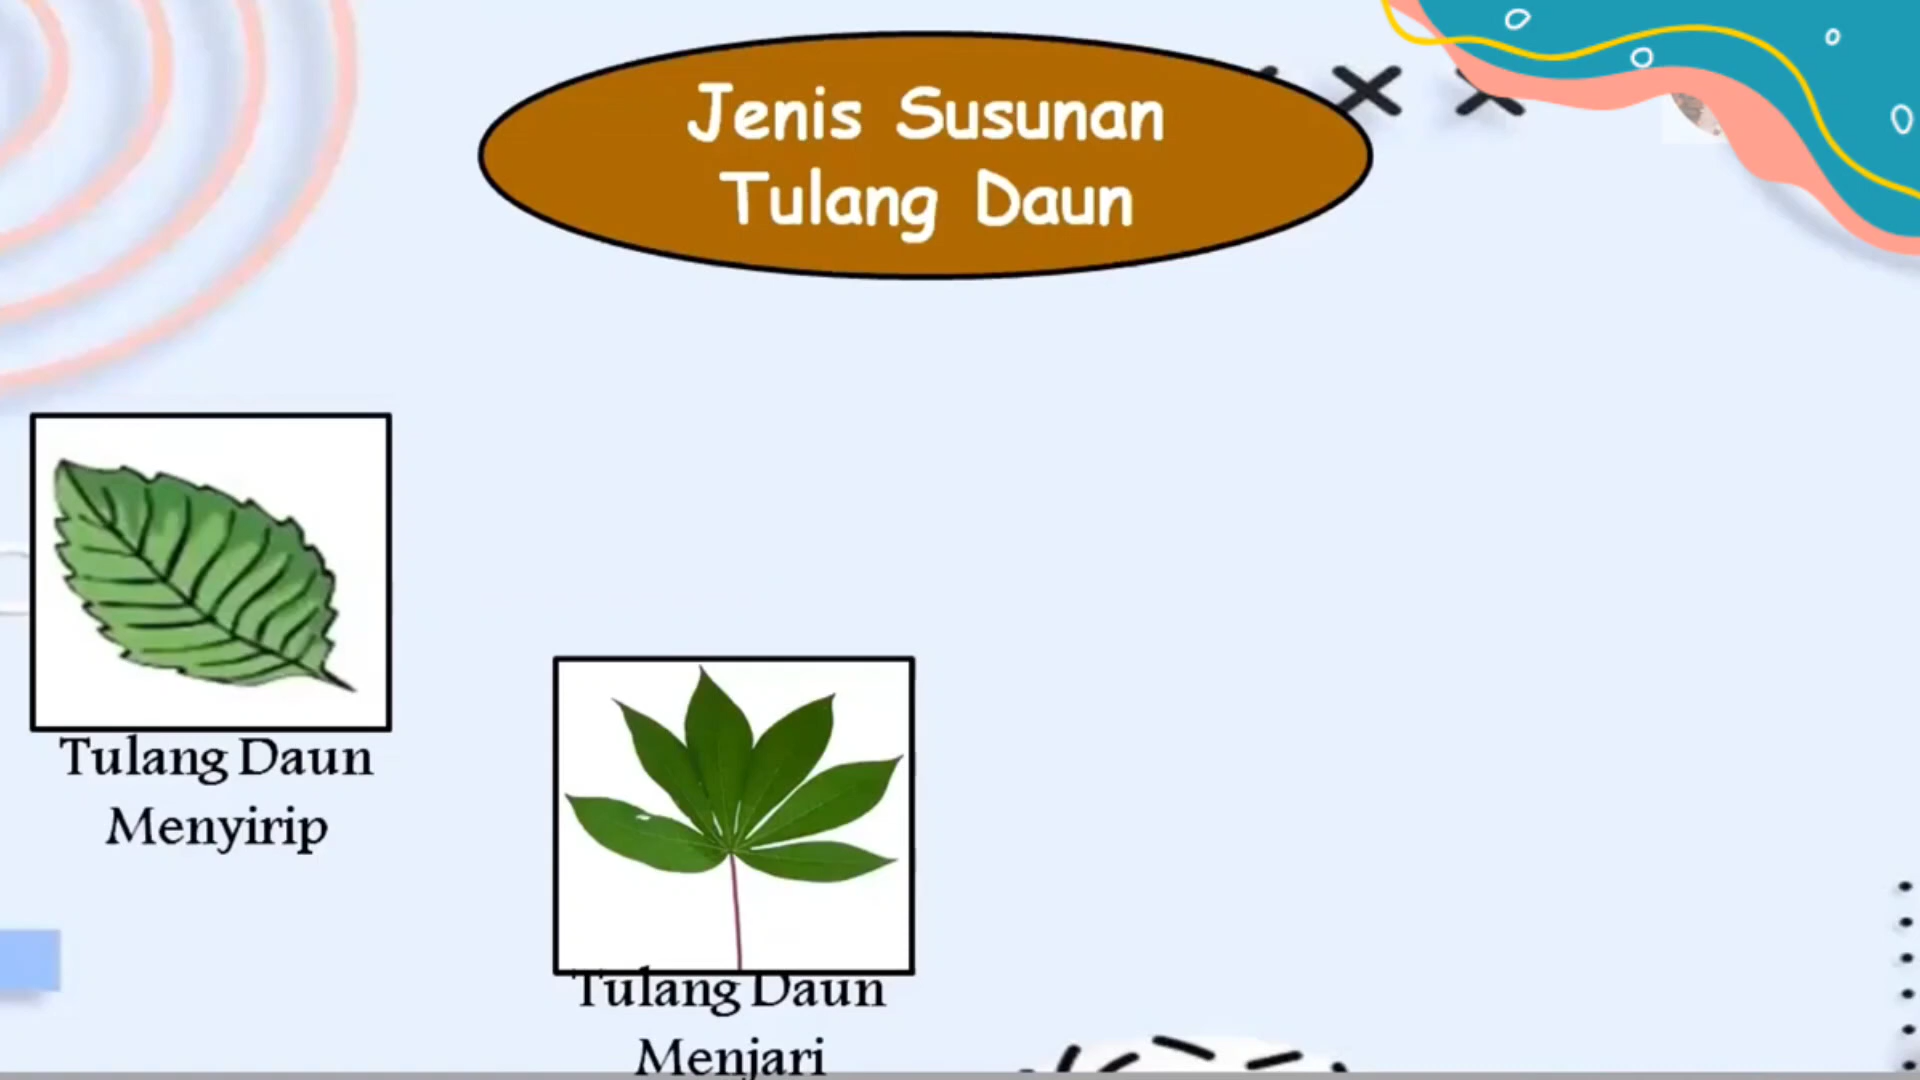 Jenis Susunan
Tulang Daun
Tulang Daun
Menyirip
Tulang Daun
Menjari